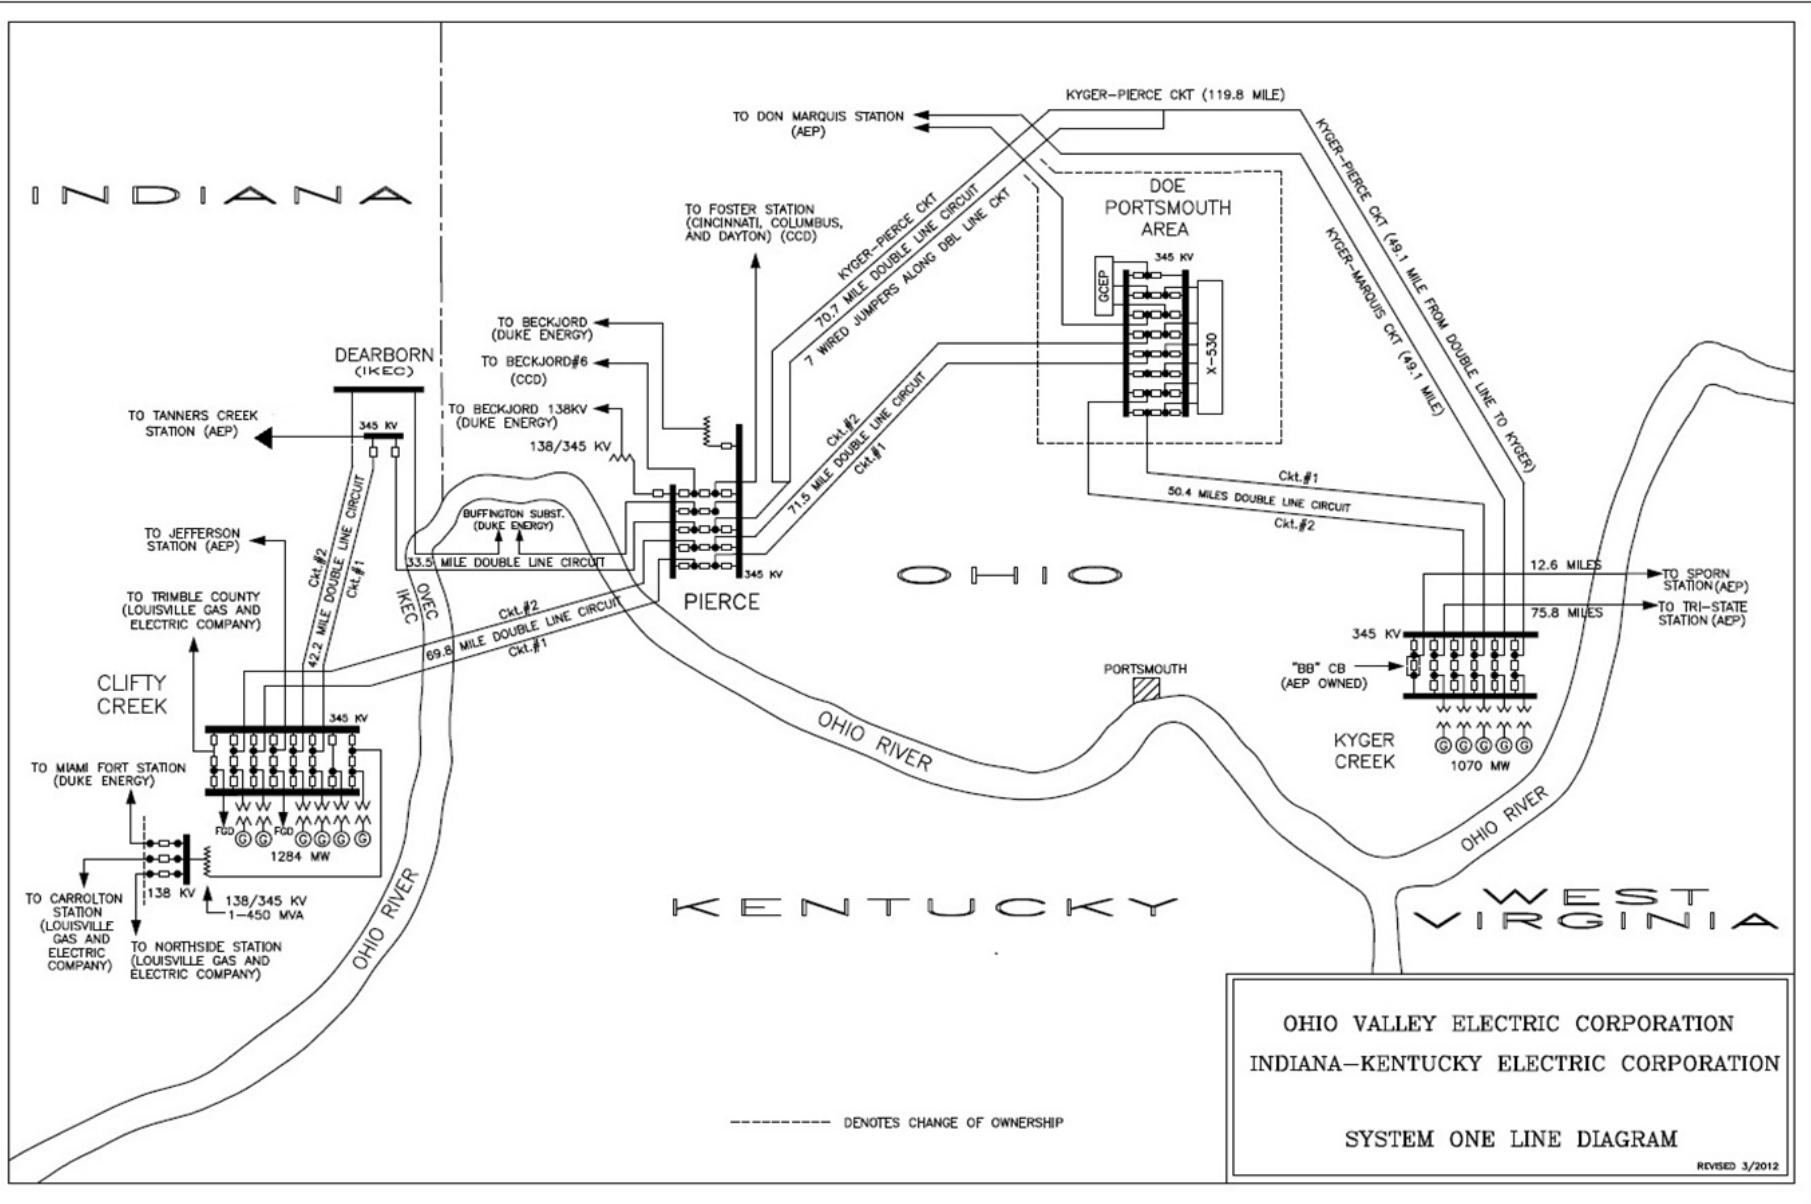 KYGER-PIERCE CKT (119.8 MILE)
TO DON MARQUIS STATION
(AEP)
INDIANA
DOE
PORTSMOUTH
AREA
KYGER-PIERCE CKT (49.1 MILE FROM DOUBLE LINE TO KYGER)
KYGER-MARQUIS CKT (49.1 MILE)
TO FOSTER STATION
(CINCINNATI, COLUMBUS,
AND DAYTON) (CCD)
KYGER-PIERCE CKT
70.7 MILE DOUBLE LINE CIRCUIT
7 WIRED JUMPERS ALONG DBL LINE CKT
345 KV
GCEP
X-530
TO BECKJORD
(DUKE ENERGY)
TO BECKJORD#6
(CCD)
TO BECKJORD 138KV
(DUKE ENERGY)
138/345 KV
DEARBORN
(IKEC)
TO TANNERS CREEK
STATION (AEP)
345 KV
Ckt.#2
71.5 MILE DOUBLE LINE CIRCUIT
Ckt.#1
Ckt.#1
50.4 MILES DOUBLE LINE CIRCUIT
Ckt.#2
BUFFINGTON SUBST.
(DUKE ENERGY)
33.5 MILE DOUBLE LINE CIRCUIT
345 KV
PIERCE
OHIO
TO JEFFERSON
STATION (AEP)
Ckt.#2
42.2 MILE DOUBLE LINE CIRCUIT
Ckt.#1
OVEC
IKEC
TO TRIMBLE COUNTY
(LOUISVILLE GAS AND
ELECTRIC COMPANY)
Ckt.#2
69.8 MILE DOUBLE LINE CIRCUIT
Ckt.#1
12.6 MILES
TO SPORN
STATION (AEP)
75.8 MILES
TO TRI-STATE
STATION (AEP)
345 KV
"BB" CB
(AEP OWNED)
KYGER
CREEK
1070 MW
PORTSMOUTH
CLIFTY
CREEK
345 KV
OHIO RIVER
TO MIAMI FORT STATION
(DUKE ENERGY)
FGD
FGD
G G G G G G
G G G G G
1284 MW
138 KV
138/345 KV
1-450 MVA
TO CARROLTON
STATION
(LOUISVILLE
GAS AND
ELECTRIC
COMPANY)
TO NORTHSIDE STATION
(LOUISVILLE GAS AND
ELECTRIC COMPANY)
OHIO RIVER
OHIO RIVER
KENTUCKY
WEST
VIRGINIA
DENOTES CHANGE OF OWNERSHIP
OHIO VALLEY ELECTRIC CORPORATION
INDIANA-KENTUCKY ELECTRIC CORPORATION
SYSTEM ONE LINE DIAGRAM
REVISED 3/2012